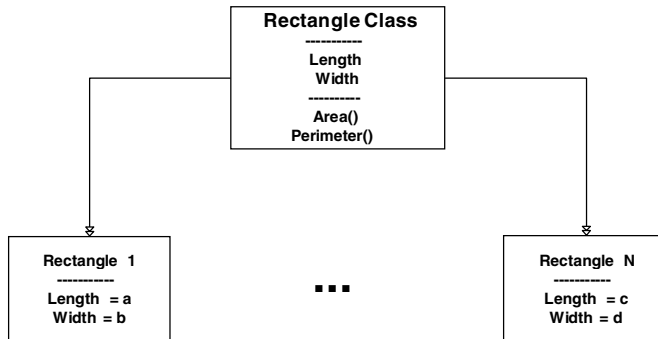 Rectangle Class
-----------
Length
Width
----------
Area()
Perimeter()
Rectangle 1
-----------
Length = a
Width = b
...
Rectangle N
-----------
Length = c
Width = d